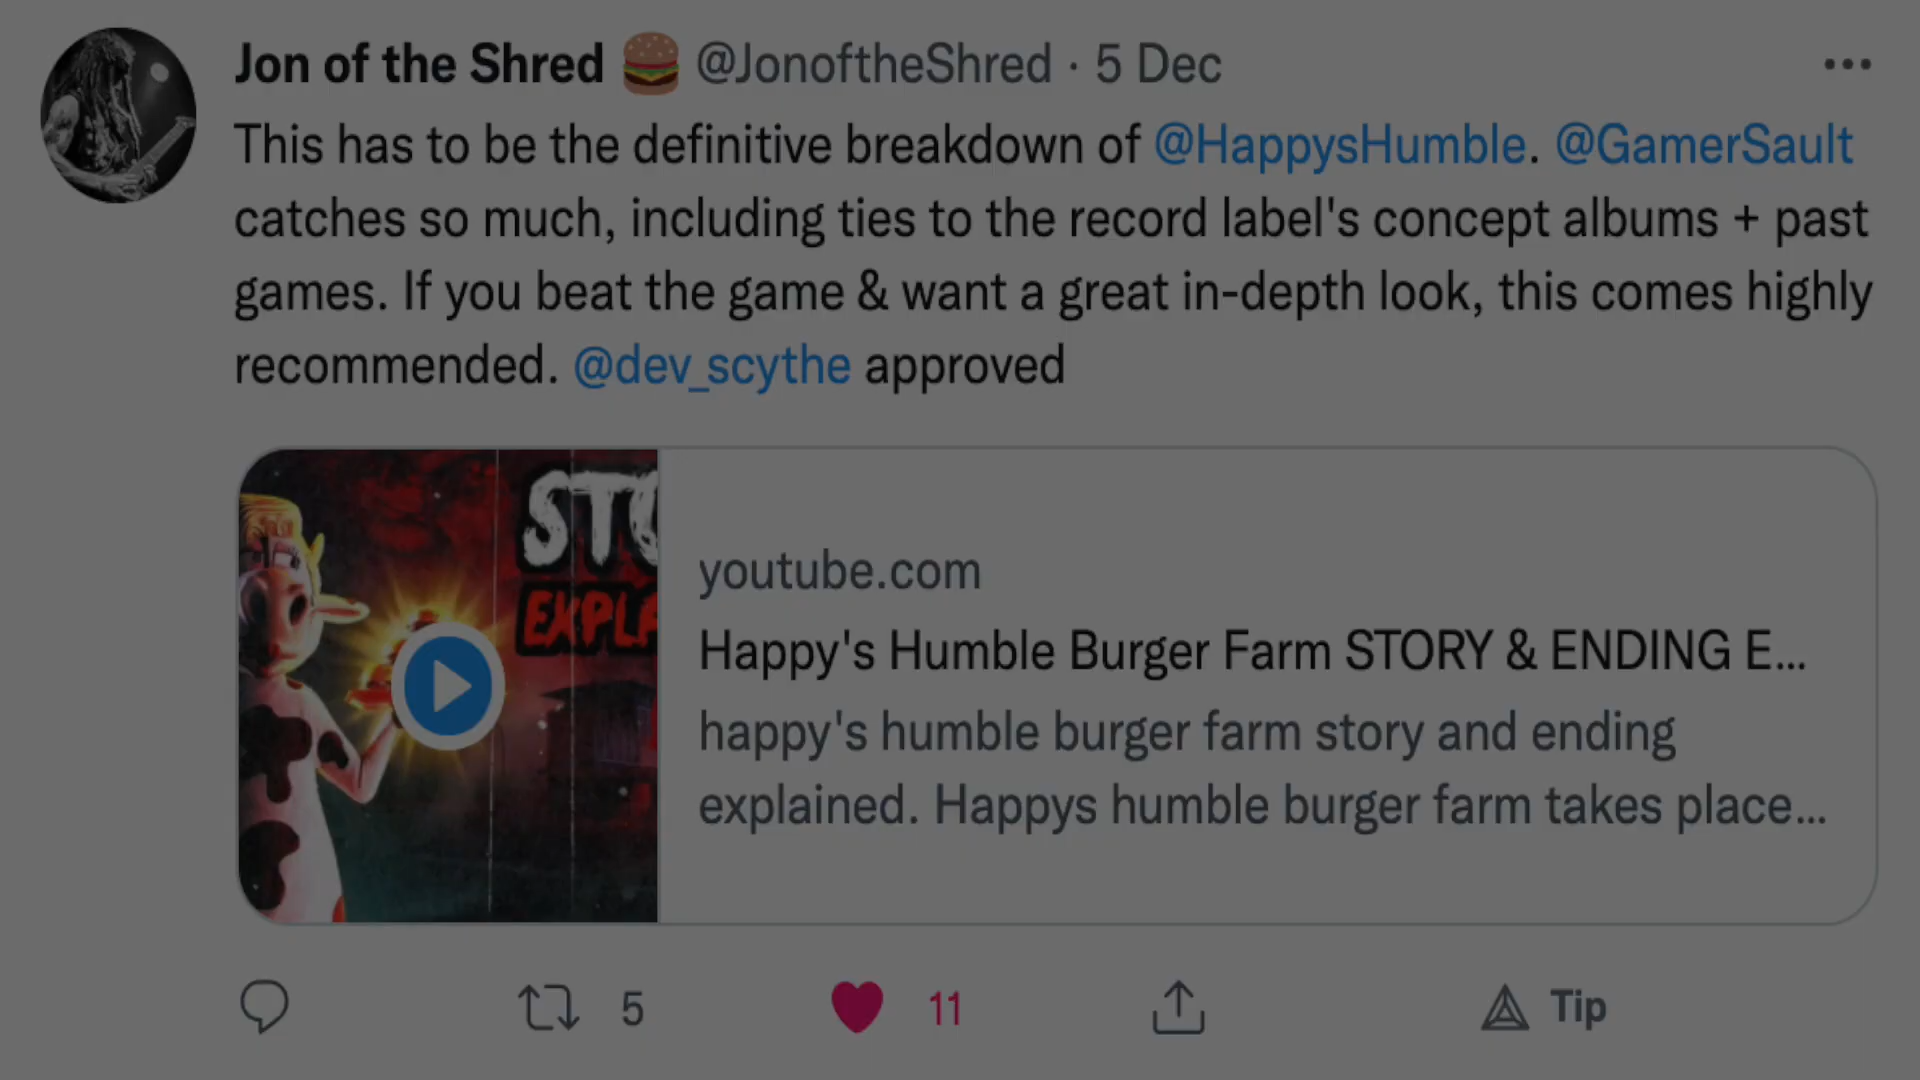 Jon of the Shred 🍔 @JonoftheShred · 5 Dec
This has to be the definitive breakdown of @HappysHumble. @GamerSault
catches so much, including ties to the record label's concept albums + past
games. If you beat the game & want a great in-depth look, this comes highly
recommended. @dev_scythe approved
STO
EXPLA
youtube.com
Happy's Humble Burger Farm STORY & ENDING E...
happy's humble burger farm story and ending
explained. Happys humble burger farm takes place...
5 11 Tip